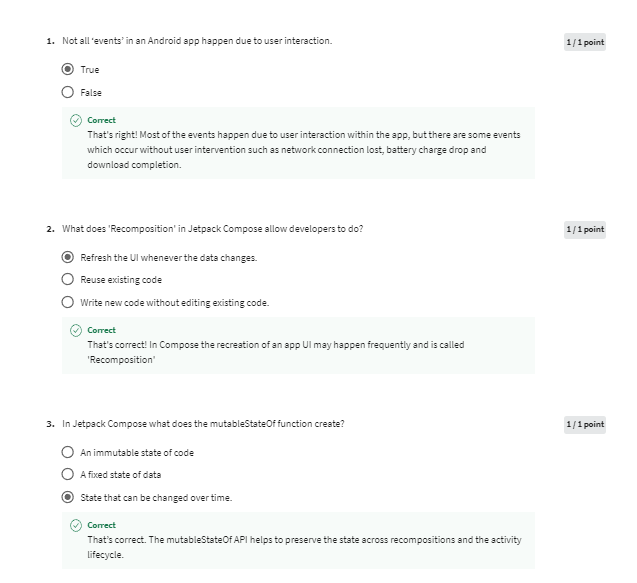 1. Not all 'events' in an Android app happen due to user interaction.
1 / 1 point
True
False
Correct
That's right! Most of the events happen due to user interaction within the app, but there are some events
which occur without user intervention such as network connection lost, battery charge drop and
download completion.
2. What does 'Recomposition' in Jetpack Compose allow developers to do?
1 / 1 point
Refresh the UI whenever the data changes.
Reuse existing code
Write new code without editing existing code.
Correct
That's correct! In Compose the recreation of an app UI may happen frequently and is called
'Recomposition'
3. In Jetpack Compose what does the mutableStateOf function create?
1 / 1 point
An immutable state of code
A fixed state of data
State that can be changed over time.
Correct
That's correct. The mutableStateOf API helps to preserve the state across recompositions and the activity
lifecycle.